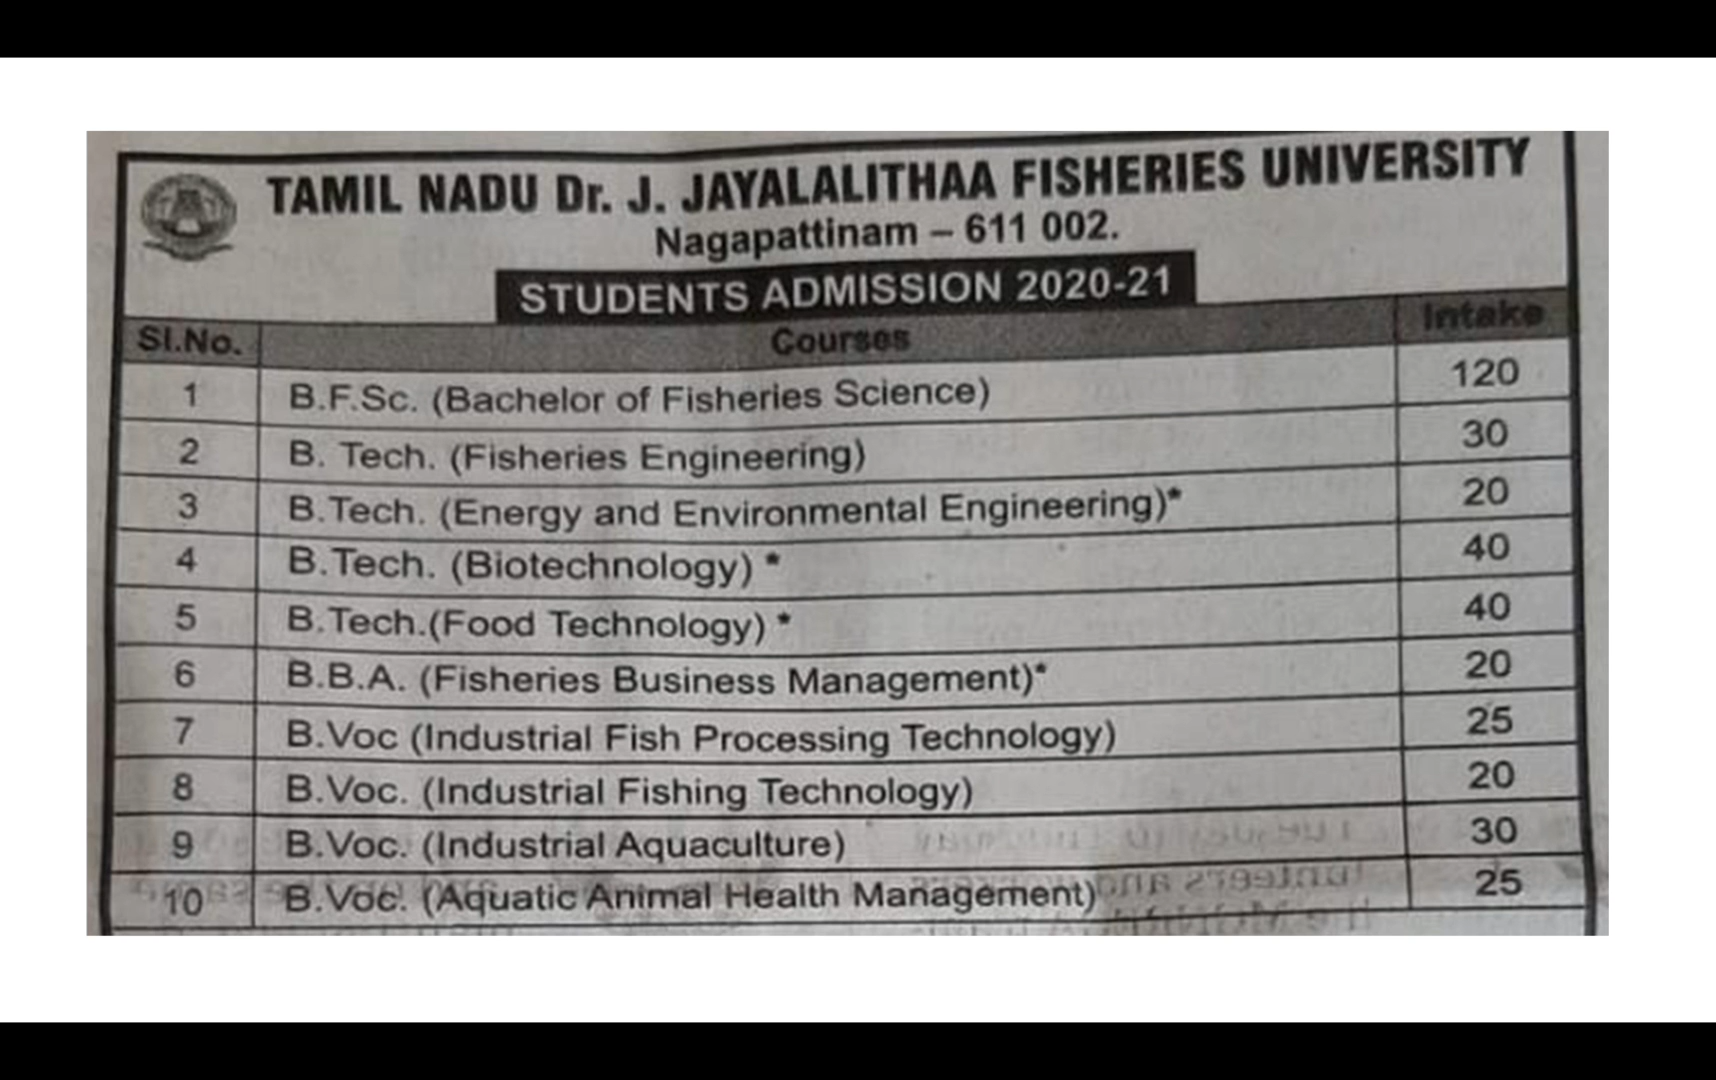 TAMIL NADU Dr. J. JAYALALITHAA FISHERIES UNIVERSITY
Nagapattinam – 611 002.
STUDENTS ADMISSION 2020-21
Sl.No. Courses Intake
1 B.F.Sc. (Bachelor of Fisheries Science) 120
2 B. Tech. (Fisheries Engineering) 30
3 B.Tech. (Energy and Environmental Engineering)* 20
4 B.Tech. (Biotechnology) * 40
5 B.Tech.(Food Technology) * 40
6 B.B.A. (Fisheries Business Management)* 20
7 B.Voc (Industrial Fish Processing Technology) 25
8 B.Voc. (Industrial Fishing Technology) 20
9 B.Voc. (Industrial Aquaculture) 30
10 B.Voc. (Aquatic Animal Health Management) 25